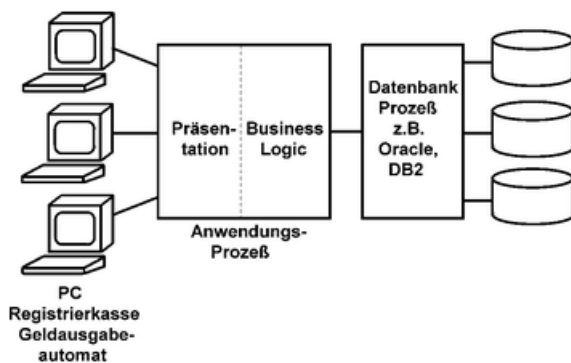 Präsen-
tation
Business
Logic
Datenbank
Prozeß
z.B.
Oracle,
DB2
Anwendungs-
Prozeß
PC
Registrierkasse
Geldausgabe-
automat